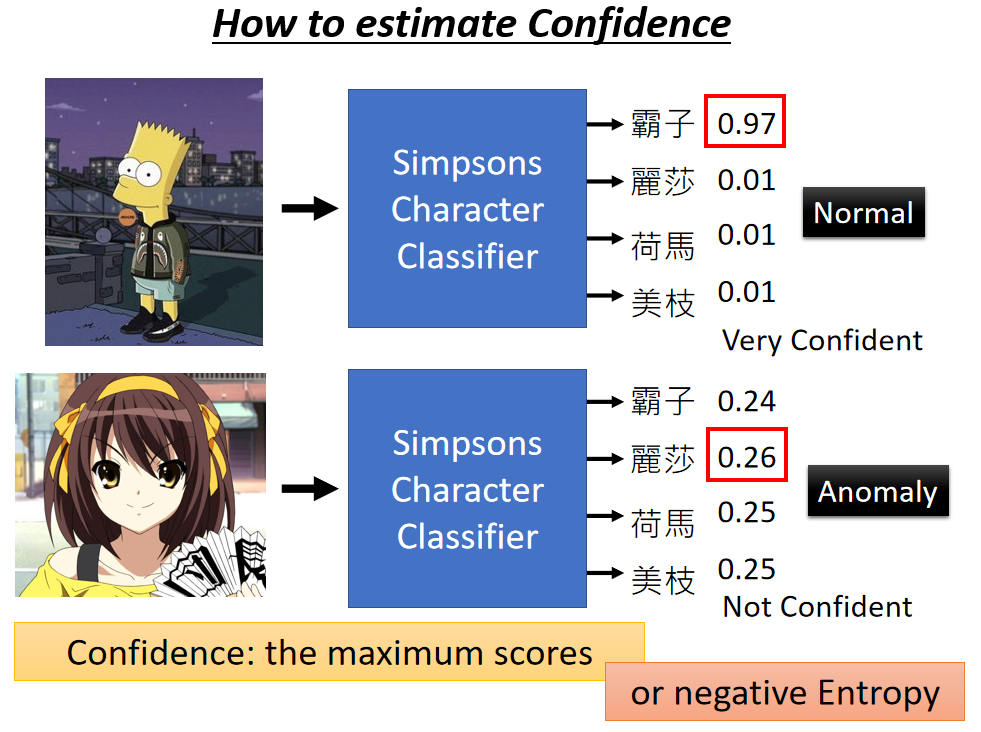 How to estimate Confidence
Simpsons
Character
Classifier
霸子 0.97
麗莎 0.01
荷馬 0.01
美枝 0.01
Normal
Very Confident
Simpsons
Character
Classifier
霸子 0.24
麗莎 0.26
荷馬 0.25
美枝 0.25
Anomaly
Not Confident
Confidence: the maximum scores
or negative Entropy